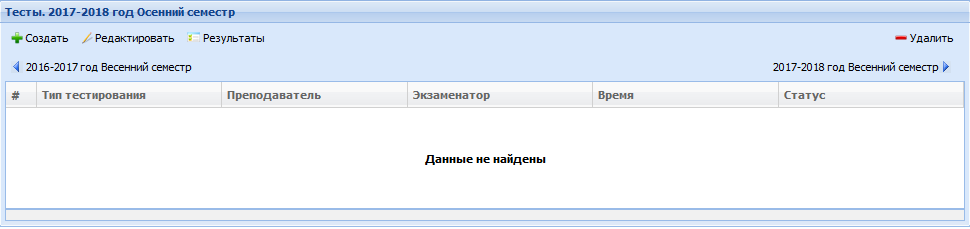 Тесты. 2017-2018 год Осенний семестр
Создать Редактировать Результаты Удалить
2016-2017 год Весенний семестр 2017-2018 год Весенний семестр
# Тип тестирования Преподаватель Экзаменатор Время Статус
Данные не найдены